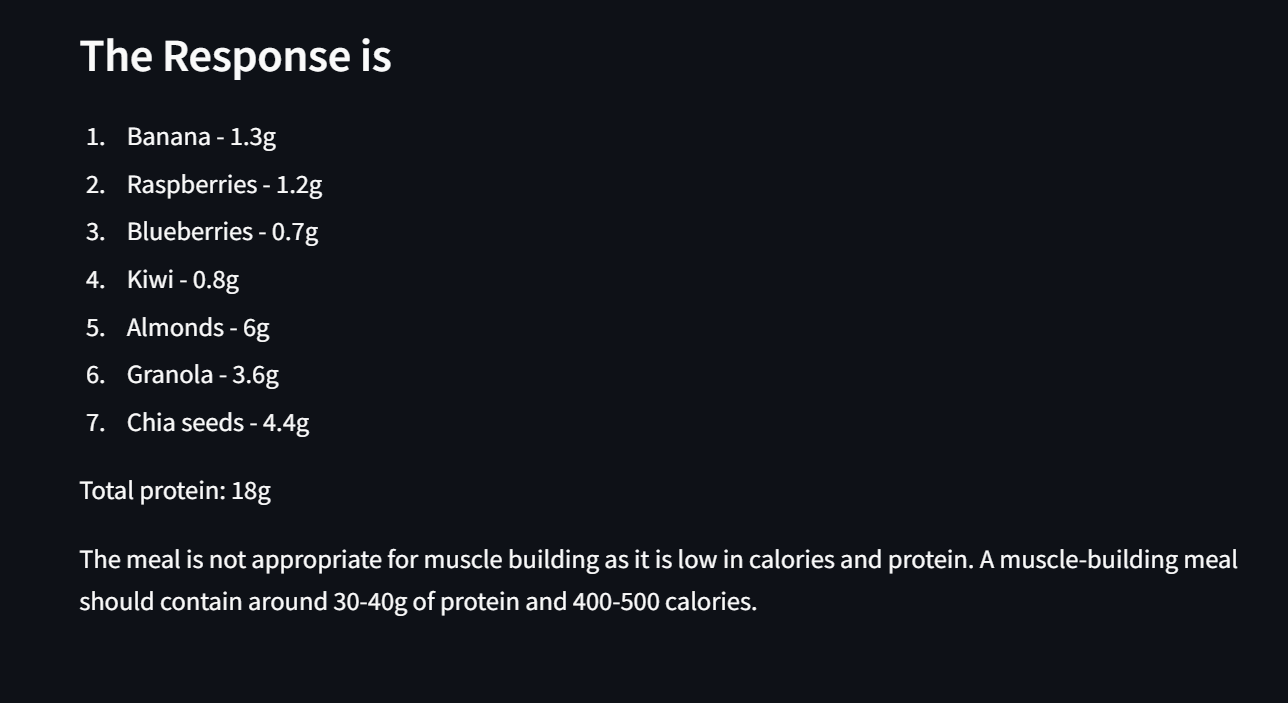 The Response is
1. Banana - 1.3g
2. Raspberries - 1.2g
3. Blueberries - 0.7g
4. Kiwi - 0.8g
5. Almonds - 6g
6. Granola - 3.6g
7. Chia seeds - 4.4g
Total protein: 18g
The meal is not appropriate for muscle building as it is low in calories and protein. A muscle-building meal
should contain around 30-40g of protein and 400-500 calories.